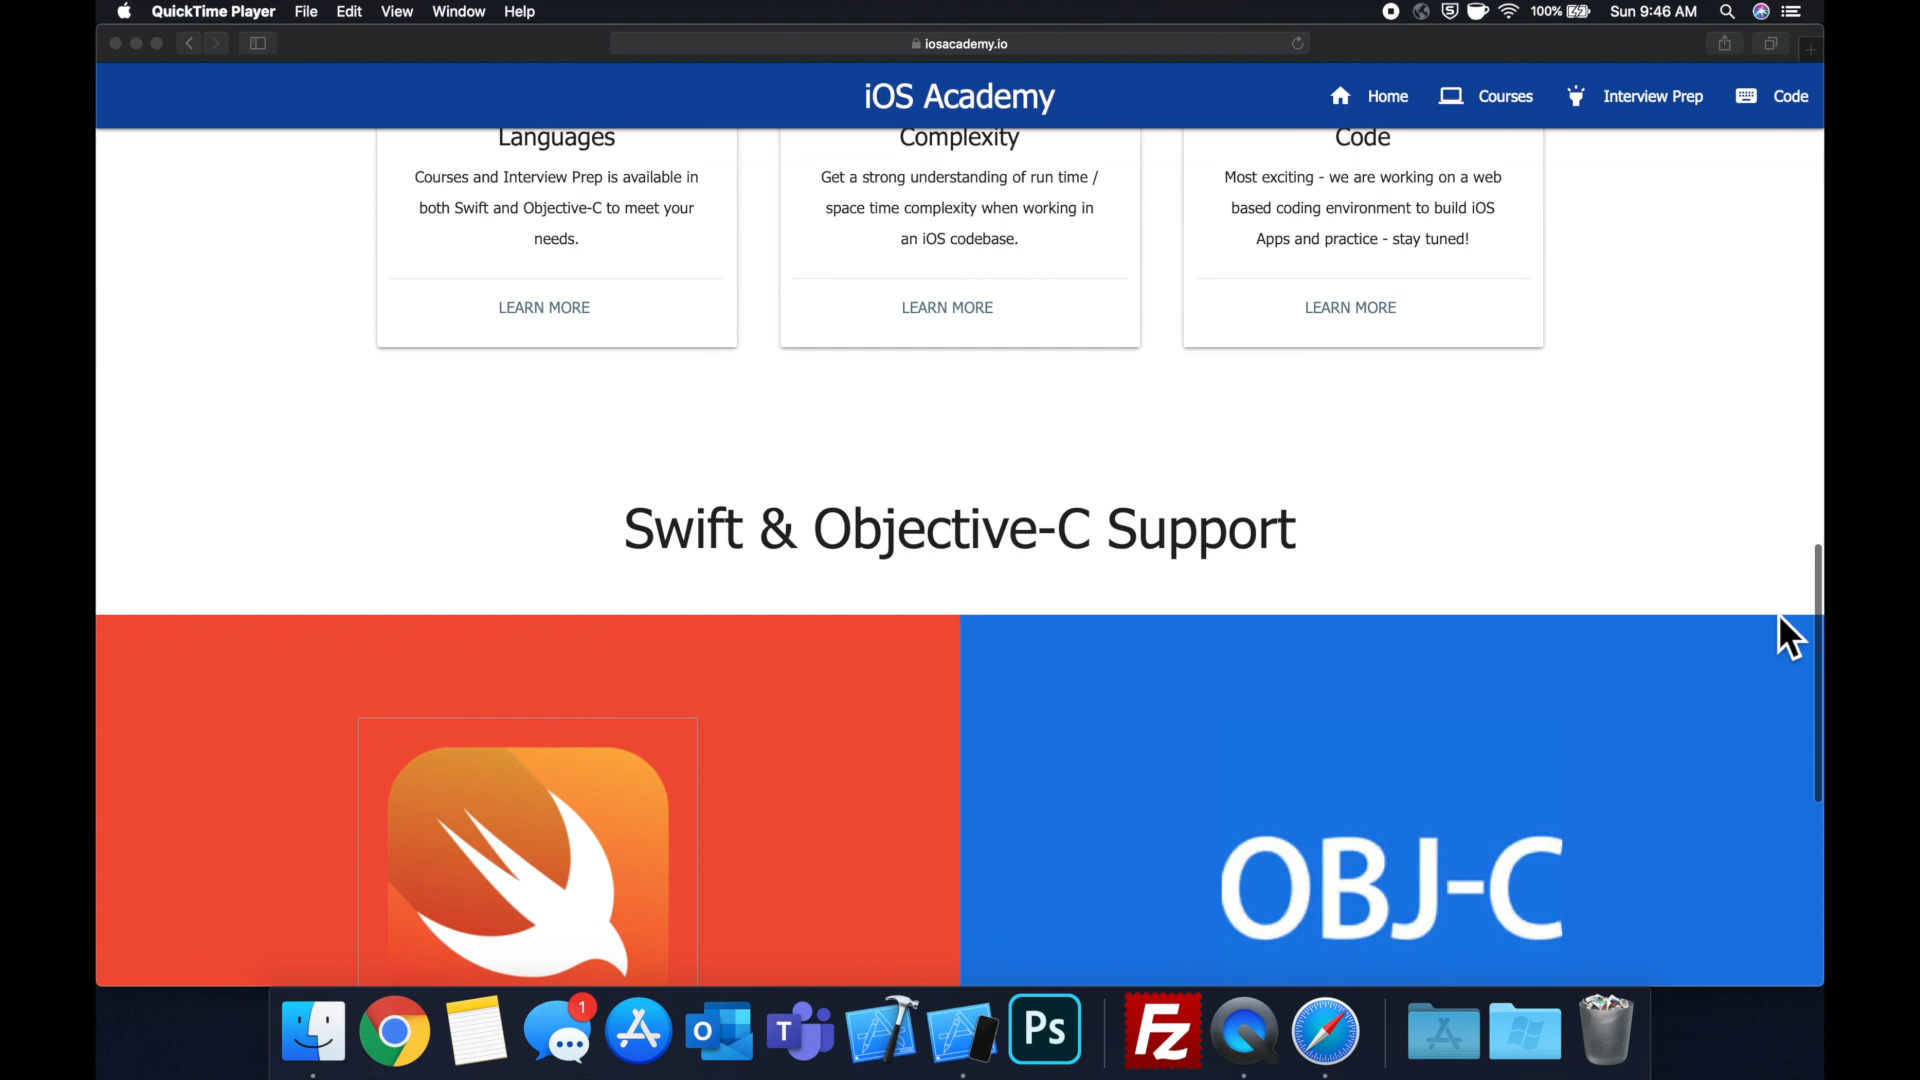 QuickTime Player File Edit View Window Help 100% Sun 9:46 AM
iosacademy.io
iOS Academy Home Courses Interview Prep Code
Languages
Courses and Interview Prep is available in
both Swift and Objective-C to meet your
needs.
LEARN MORE
Complexity
Get a strong understanding of run time /
space time complexity when working in
an iOS codebase.
LEARN MORE
Code
Most exciting - we are working on a web
based coding environment to build iOS
Apps and practice - stay tuned!
LEARN MORE
Swift & Objective-C Support
OBJ-C
1
O
T
Ps
Fz